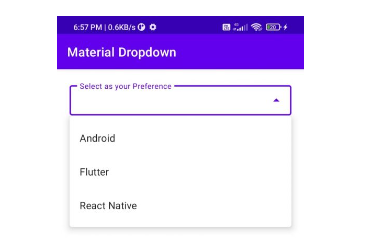 6:57 PM | 0.6KB/s
Material Dropdown
Select as your Preference
Android
Flutter
React Native